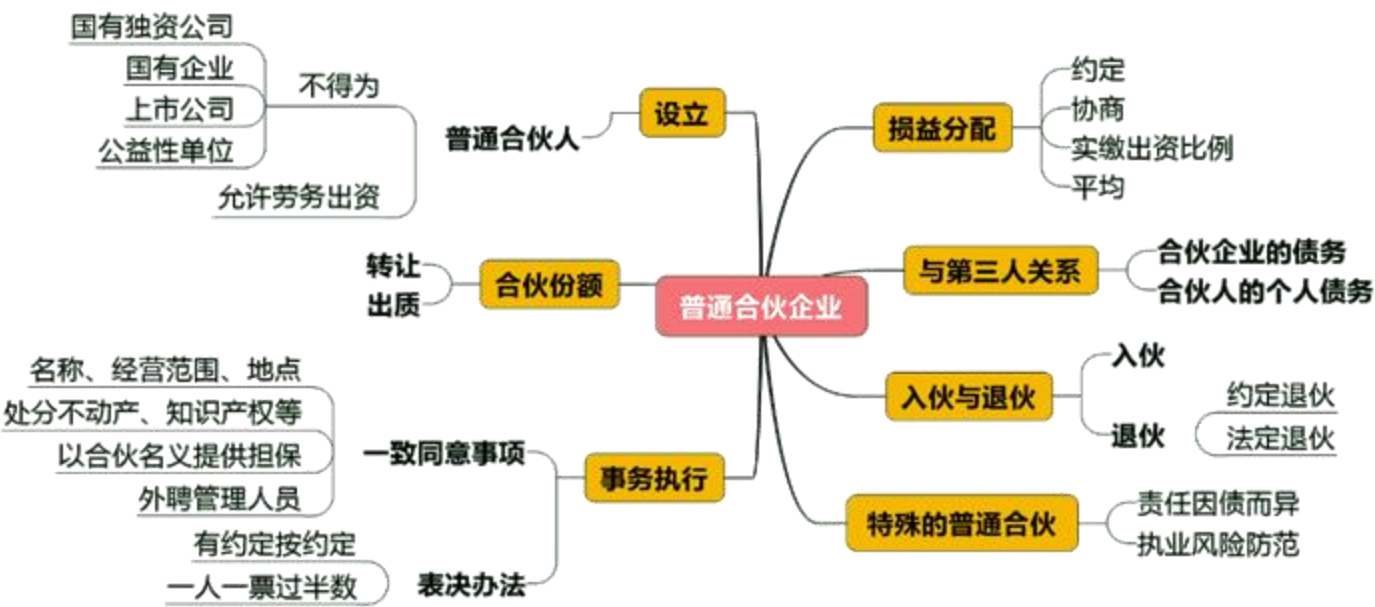 普通合伙企业
设立
普通合伙人
不得为
国有独资公司
国有企业
上市公司
公益性单位
允许劳务出资
合伙份额
转让
出质
事务执行
一致同意事项
名称、经营范围、地点
处分不动产、知识产权等
以合伙名义提供担保
外聘管理人员
表决办法
有约定按约定
一人一票过半数
损益分配
约定
协商
实缴出资比例
平均
与第三人关系
合伙企业的债务
合伙人的个人债务
入伙与退伙
入伙
退伙
约定退伙
法定退伙
特殊的普通合伙
责任因债而异
执业风险防范